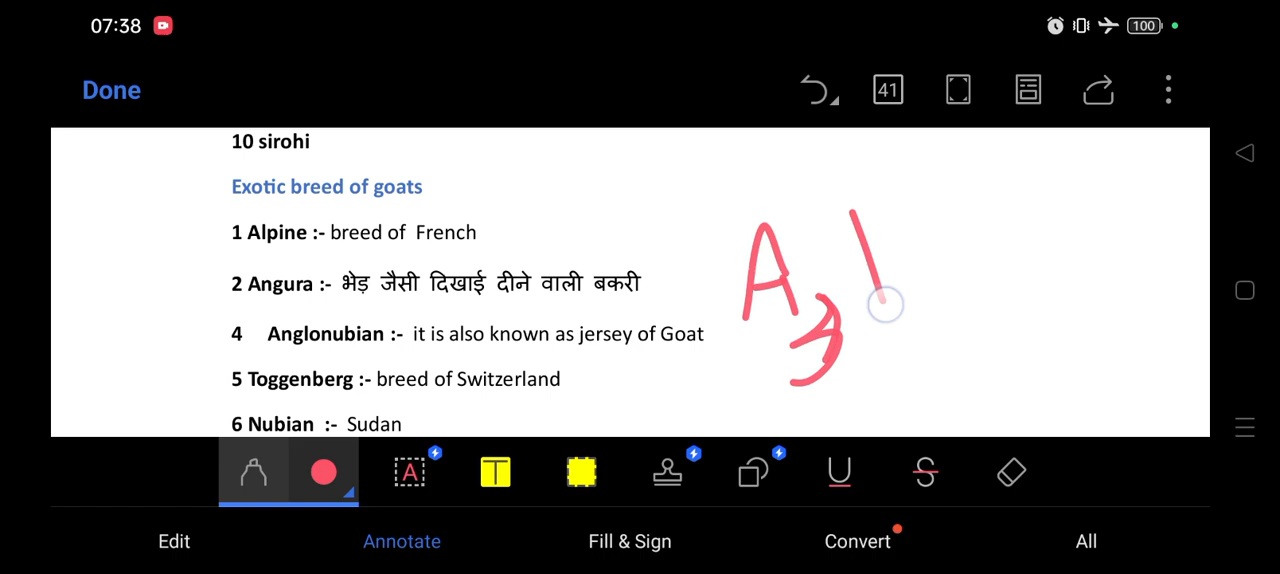 07:38
100
Done
41
10 sirohi
Exotic breed of goats
1 Alpine :- breed of French
2 Angura :- भेड़ जैसी दिखाई दीने वाली बकरी
4 Anglonubian :- it is also known as jersey of Goat
5 Toggenberg :- breed of Switzerland
6 Nubian :- Sudan
A3\
A
T
U
S
Edit
Annotate
Fill & Sign
Convert
All